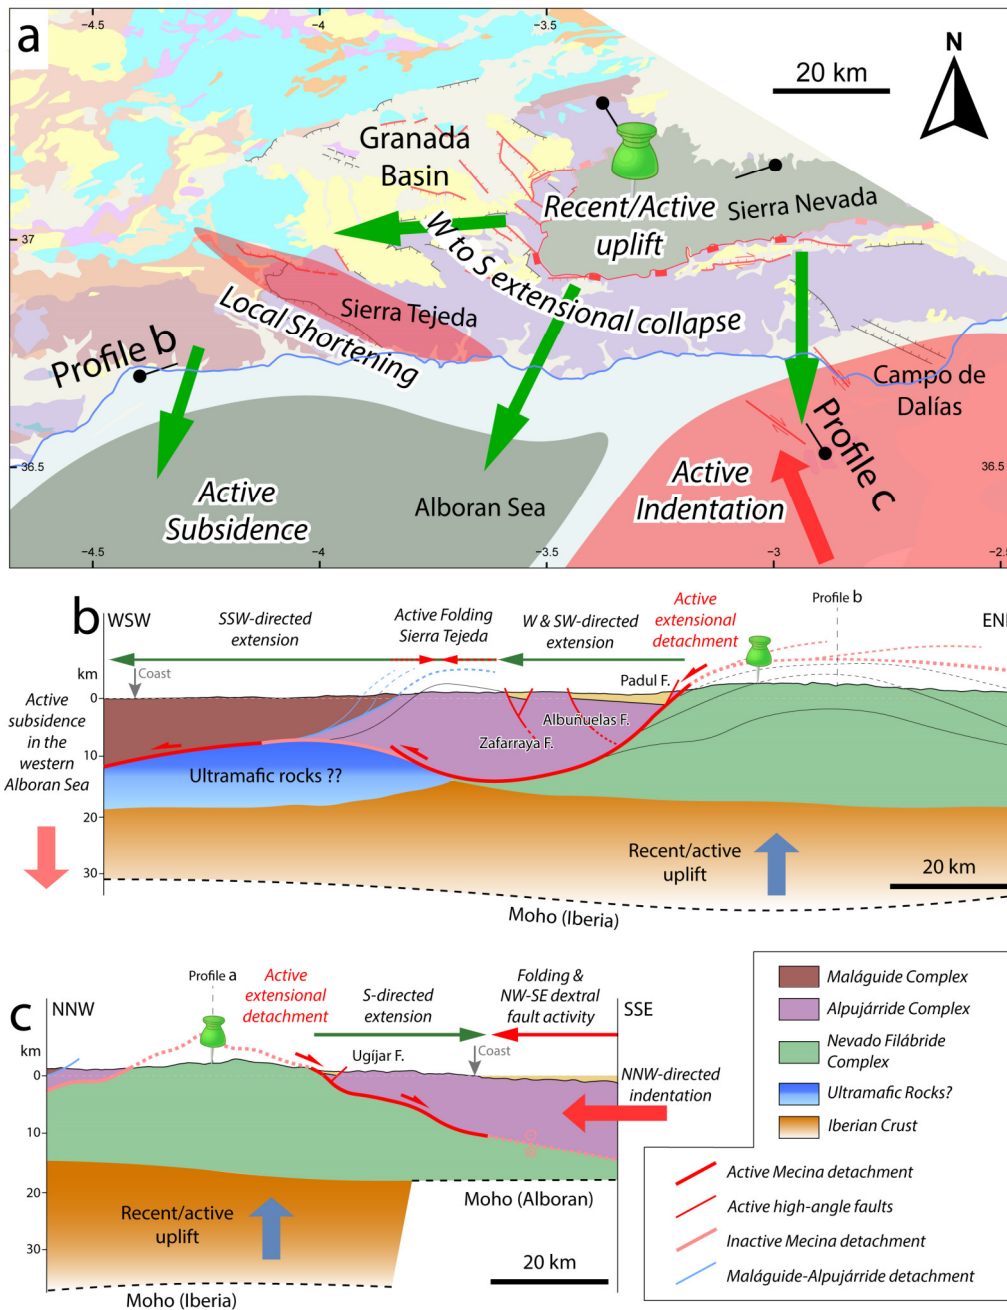 a
-4.5
-4
-3.5
N
20 km
Granada
Basin
Recent/Active
uplift
Sierra Nevada
37
W to S extensional collapse
Sierra Tejeda
Local Shortening
Profile b
Campo de
Dalías
Profile c
36.5
36.5
Active
Subsidence
Alboran Sea
Active
Indentation
-4.5
-4
-3.5
-3
-2.5
b
WSW
SSW-directed
extension
Active Folding
Sierra Tejeda
W & SW-directed
extension
Active
extensional
detachment
Profile b
EN
km
Coast
Padul F.
0
Albuñuelas F.
Zafarraya F.
Active
subsidence
in the
western
Alboran Sea
10
Ultramafic rocks ??
20
Recent/active
uplift
20 km
30
Moho (Iberia)
c
NNW
Profile a
Active
extensional
detachment
S-directed
extension
Folding &
NW-SE dextral
fault activity
SSE
km
Ugíjar F.
Coast
0
NNW-directed
indentation
10
20
Moho (Alboran)
Recent/active
uplift
30
20 km
Moho (Iberia)
Maláguide Complex
Alpujárride Complex
Nevado Filábride
Complex
Ultramafic Rocks?
Iberian Crust
Active Mecina detachment
Active high-angle faults
Inactive Mecina detachment
Maláguide-Alpujárride detachment